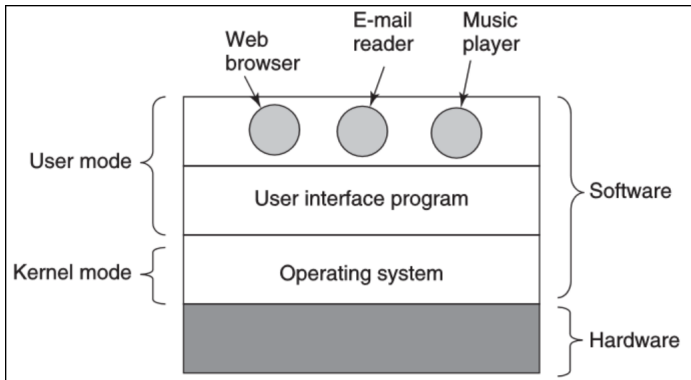 Web
browser
E-mail
reader
Music
player
User mode
User interface program
Software
Kernel mode
Operating system
Hardware